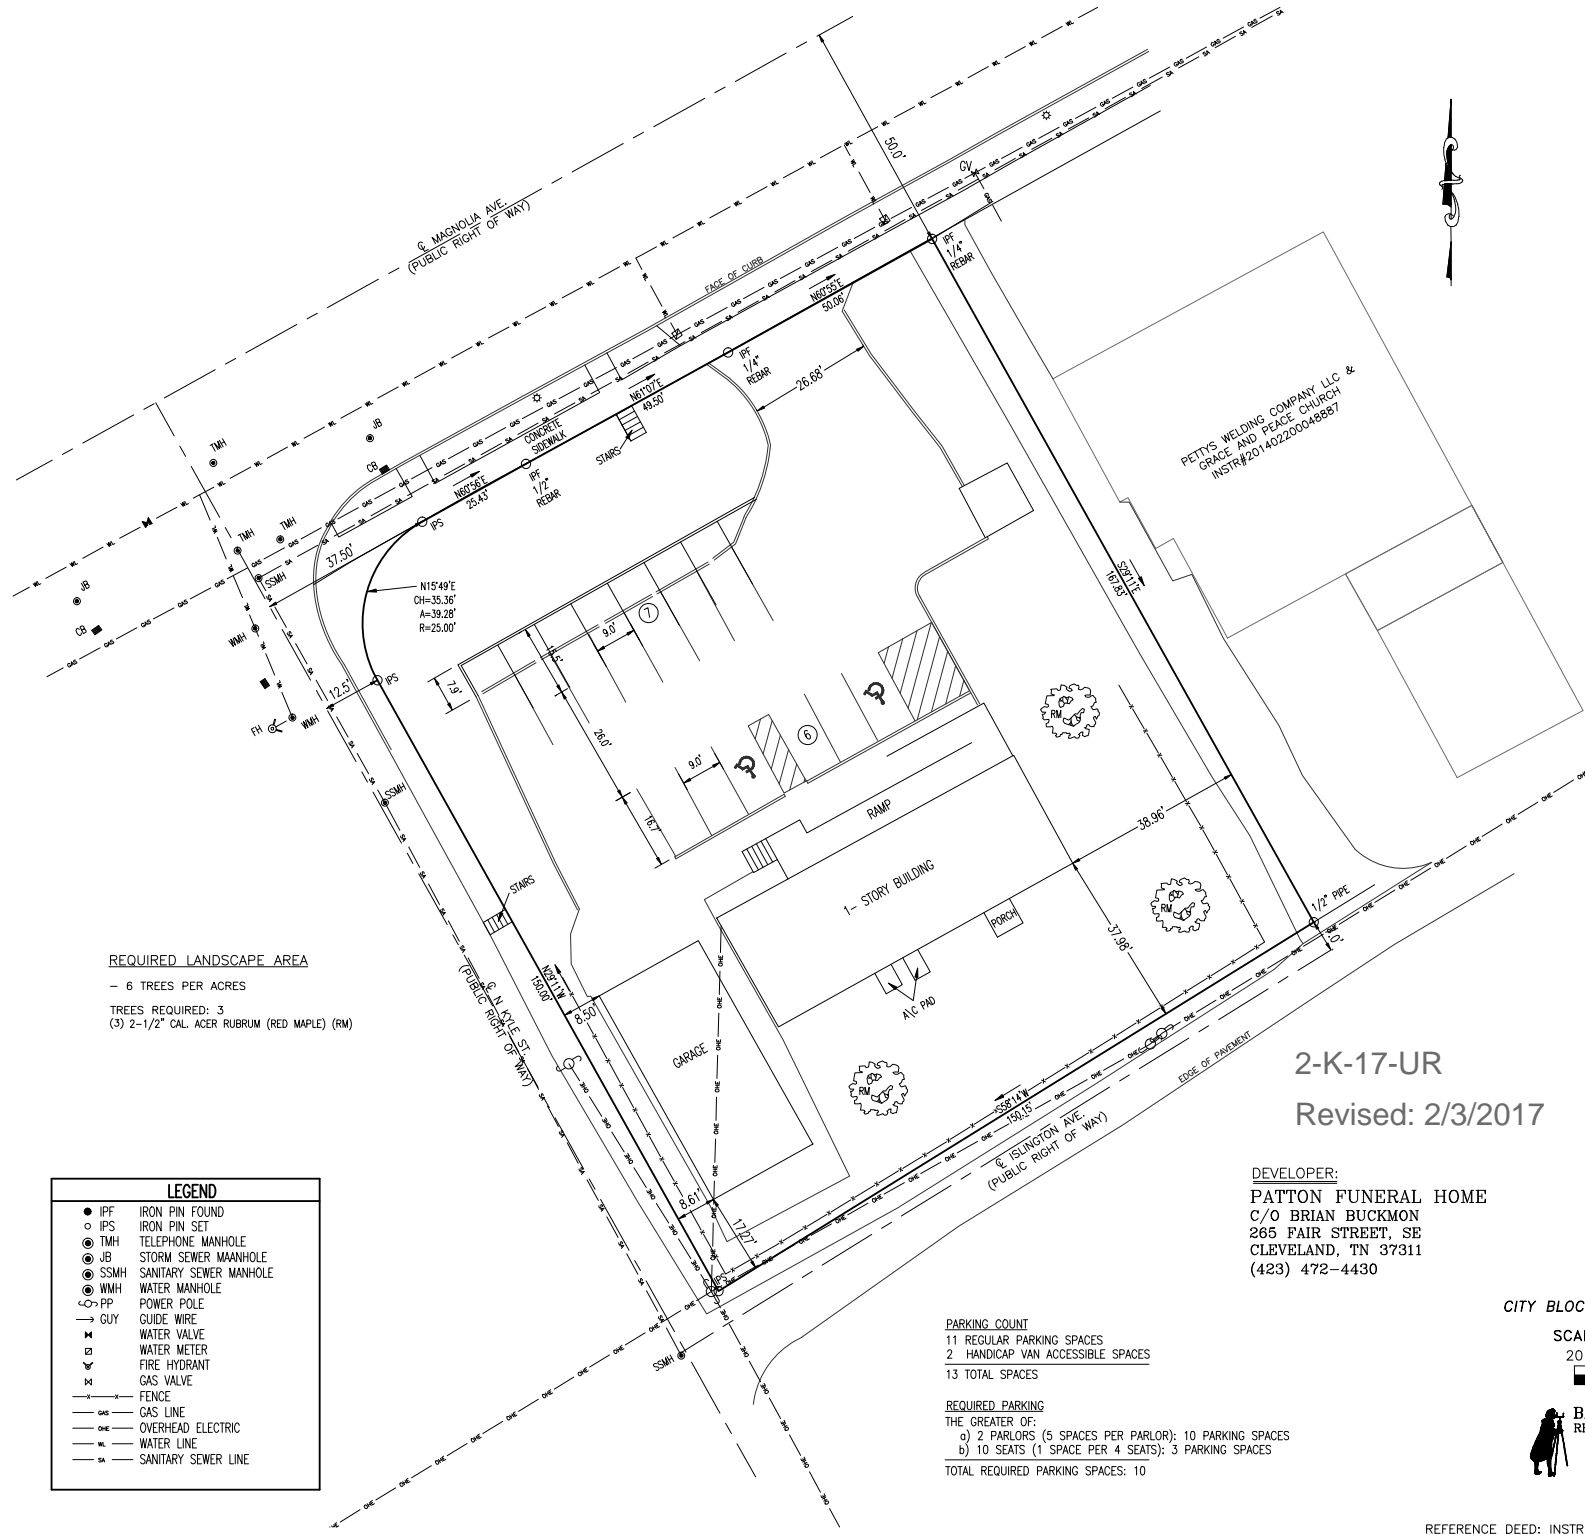 ℄ MAGNOLIA AVE.
(PUBLIC RIGHT OF WAY)
50.0'
GV
FACE OF CURB
IPF
1/4"
REBAR
N60°55'E
50.06'
IPF
1/4"
REBAR
26.68'
N61°07'E
49.50'
CONCRETE
SIDEWALK
STAIRS
IPF
1/2"
REBAR
N60°56'E
25.43'
IPS
37.50'
TMH
JB
CB
TMH
TMH
SSMH
JB
CB
WMH
FH
WMH
12.5'
IPS
N15°49'E
CH=35.36'
A=39.28'
R=25.00'
PETTYS WELDING COMPANY LLC &
GRACE AND PEACE CHURCH
INSTR#201402200048887
S29°11'E
167.83'
7
9.0'
7.9'
26.0'
9.0'
6
16.7'
SSMH
RAMP
1- STORY BUILDING
PORCH
A\C PAD
RM
38.96'
37.98'
RM
1/2" PIPE
STAIRS
N29°11'W
150.00'
8.50'
GARAGE
RM
℄ N. KYLE ST.
(PUBLIC RIGHT OF WAY)
8.61'
17.27'
IPS
S58°14'W
150.15'
℄ ISLINGTON AVE.
(PUBLIC RIGHT OF WAY)
EDGE OF PAVEMENT
SSMH
REQUIRED LANDSCAPE AREA
- 6 TREES PER ACRES
TREES REQUIRED: 3
(3) 2-1/2" CAL. ACER RUBRUM (RED MAPLE) (RM)
2-K-17-UR
Revised: 2/3/2017
DEVELOPER:
PATTON FUNERAL HOME
C/O BRIAN BUCKMON
265 FAIR STREET, SE
CLEVELAND, TN 37311
(423) 472-4430
LEGEND
IPF IRON PIN FOUND
IPS IRON PIN SET
TMH TELEPHONE MANHOLE
JB STORM SEWER MAANHOLE
SSMH SANITARY SEWER MANHOLE
WMH WATER MANHOLE
PP POWER POLE
GUY GUIDE WIRE
WATER VALVE
WATER METER
FIRE HYDRANT
GAS VALVE
FENCE
GAS GAS LINE
OHE OVERHEAD ELECTRIC
WL WATER LINE
SA SANITARY SEWER LINE
PARKING COUNT
11 REGULAR PARKING SPACES
2 HANDICAP VAN ACCESSIBLE SPACES
13 TOTAL SPACES
REQUIRED PARKING
THE GREATER OF:
a) 2 PARLORS (5 SPACES PER PARLOR): 10 PARKING SPACES
b) 10 SEATS (1 SPACE PER 4 SEATS): 3 PARKING SPACES
TOTAL REQUIRED PARKING SPACES: 10
CITY BLOC
SCA
20
REFERENCE DEED: INSTR